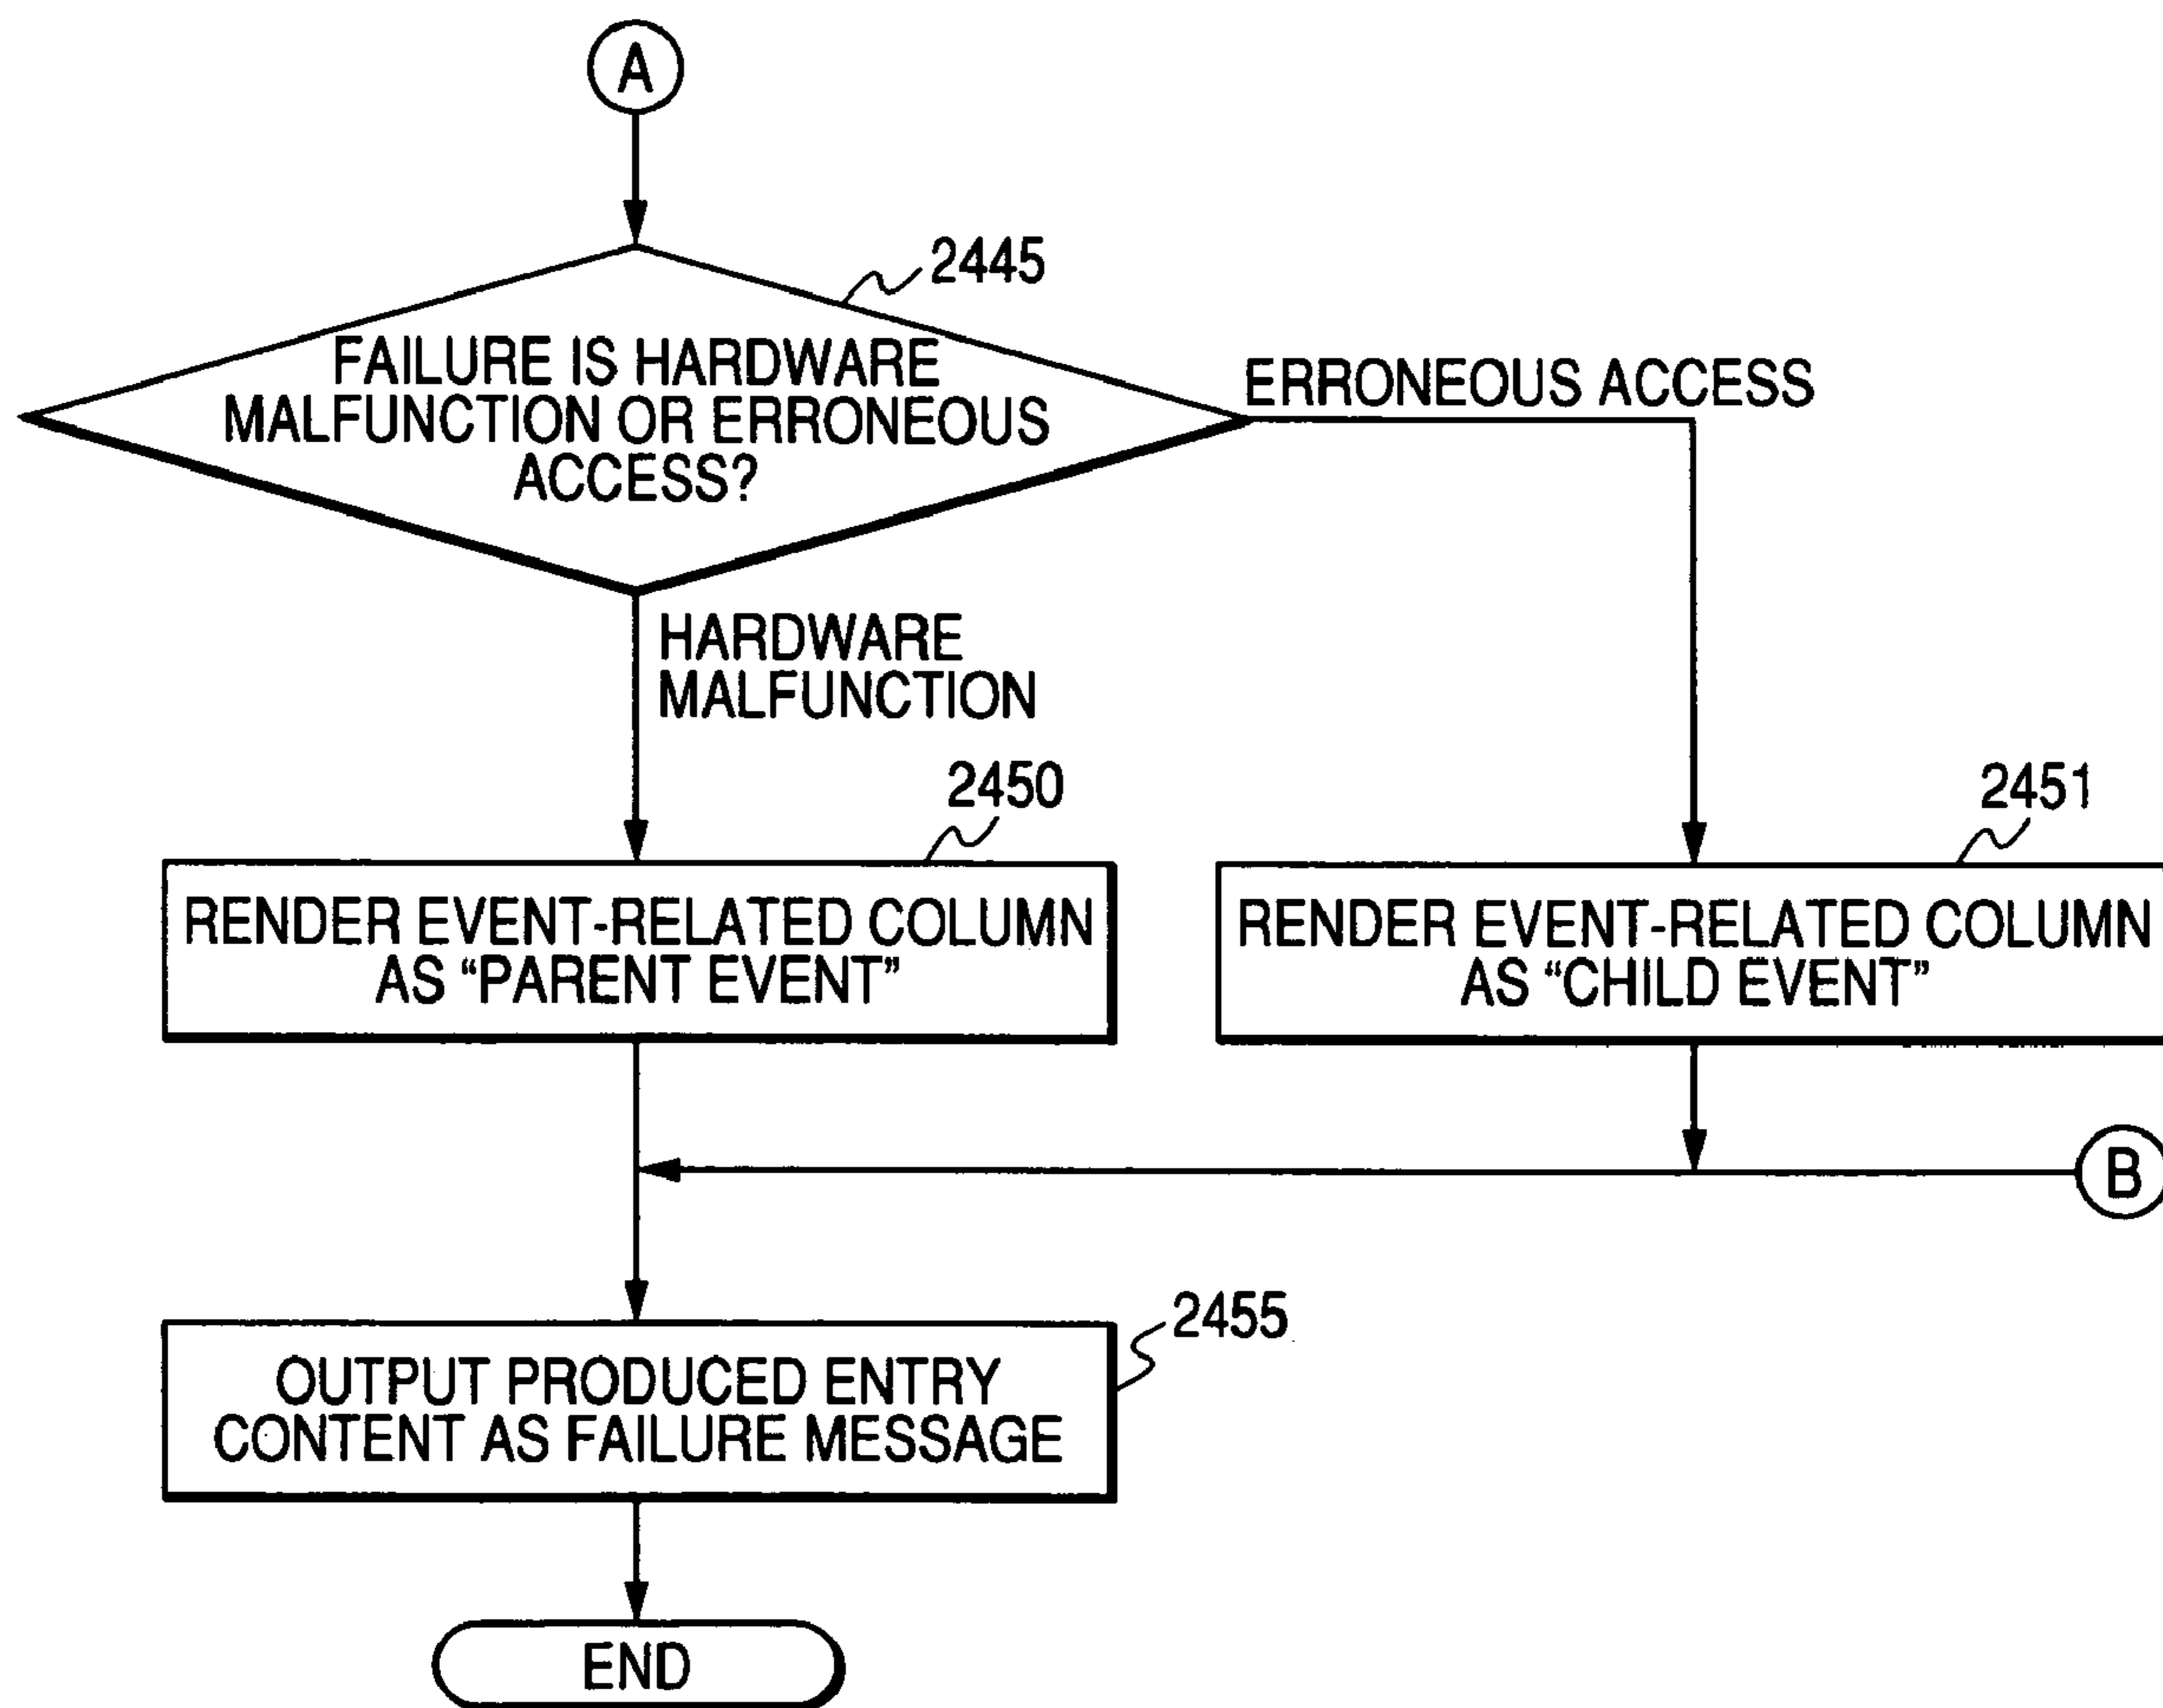 A
2445
FAILURE IS HARDWARE
MALFUNCTION OR ERRONEOUS
ACCESS?
ERRONEOUS ACCESS
HARDWARE
MALFUNCTION
2450
2451
RENDER EVENT-RELATED COLUMN
AS “PARENT EVENT”
RENDER EVENT-RELATED COLUMN
AS “CHILD EVENT”
B
2455
OUTPUT PRODUCED ENTRY
CONTENT AS FAILURE MESSAGE
END